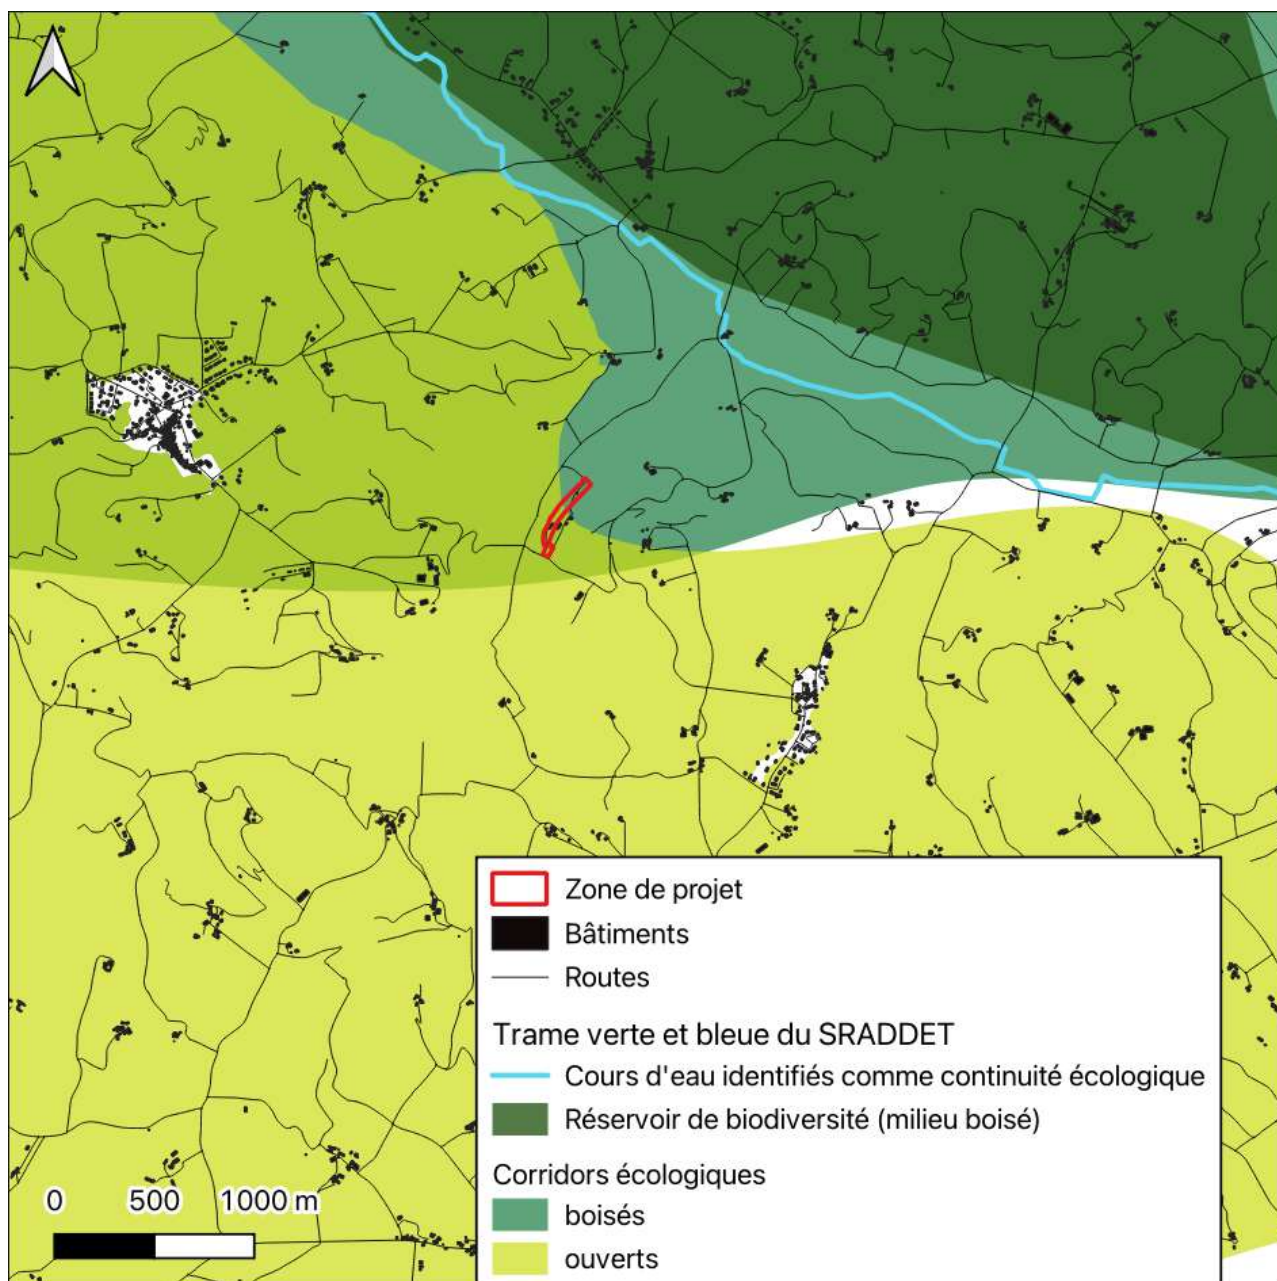 Zone de projet
Bâtiments
Routes
Trame verte et bleue du SRADDET
Cours d'eau identifiés comme continuité écologique
Réservoir de biodiversité (milieu boisé)
Corridors écologiques
boisés
ouverts
0 500 1000 m